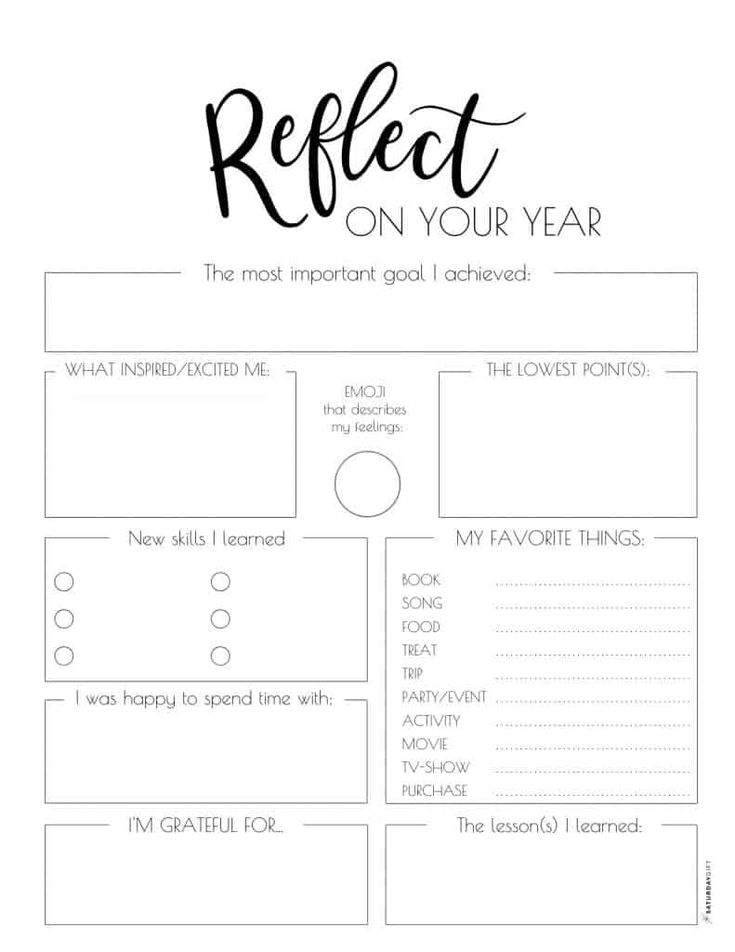 Reflect
ON YOUR YEAR
The most important goal I achieved:
WHAT INSPIRED/EXCITED ME:
EMOJI
that describes
my feelings:
THE LOWEST POINT(S):
New skills I learned
MY FAVORITE THINGS:
BOOK
SONG
FOOD
TREAT
TRIP
PARTY/EVENT
ACTIVITY
MOVIE
TV-SHOW
PURCHASE
I was happy to spend time with:
I'M GRATEFUL FOR...
The lesson(s) I learned:
SATURDAYGIFT